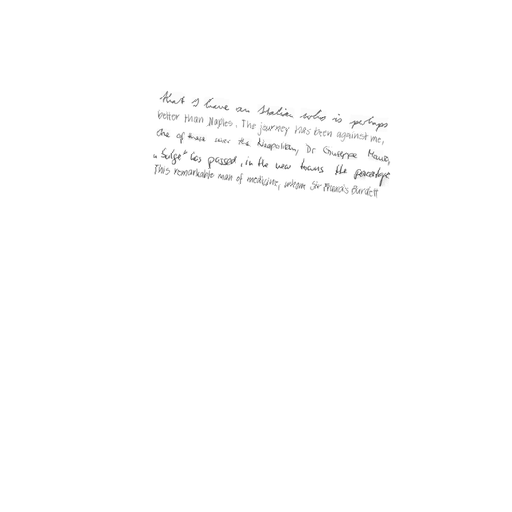 that I have an Italian who is perhaps
better than Naples. The journey has been against me,
One of these was the Neapolitan, Dr Giuseppe Mauro,
"bulge" has passed, in the new towns the percentage
This remarkable man of medicine, whom Sir Francis Burdett